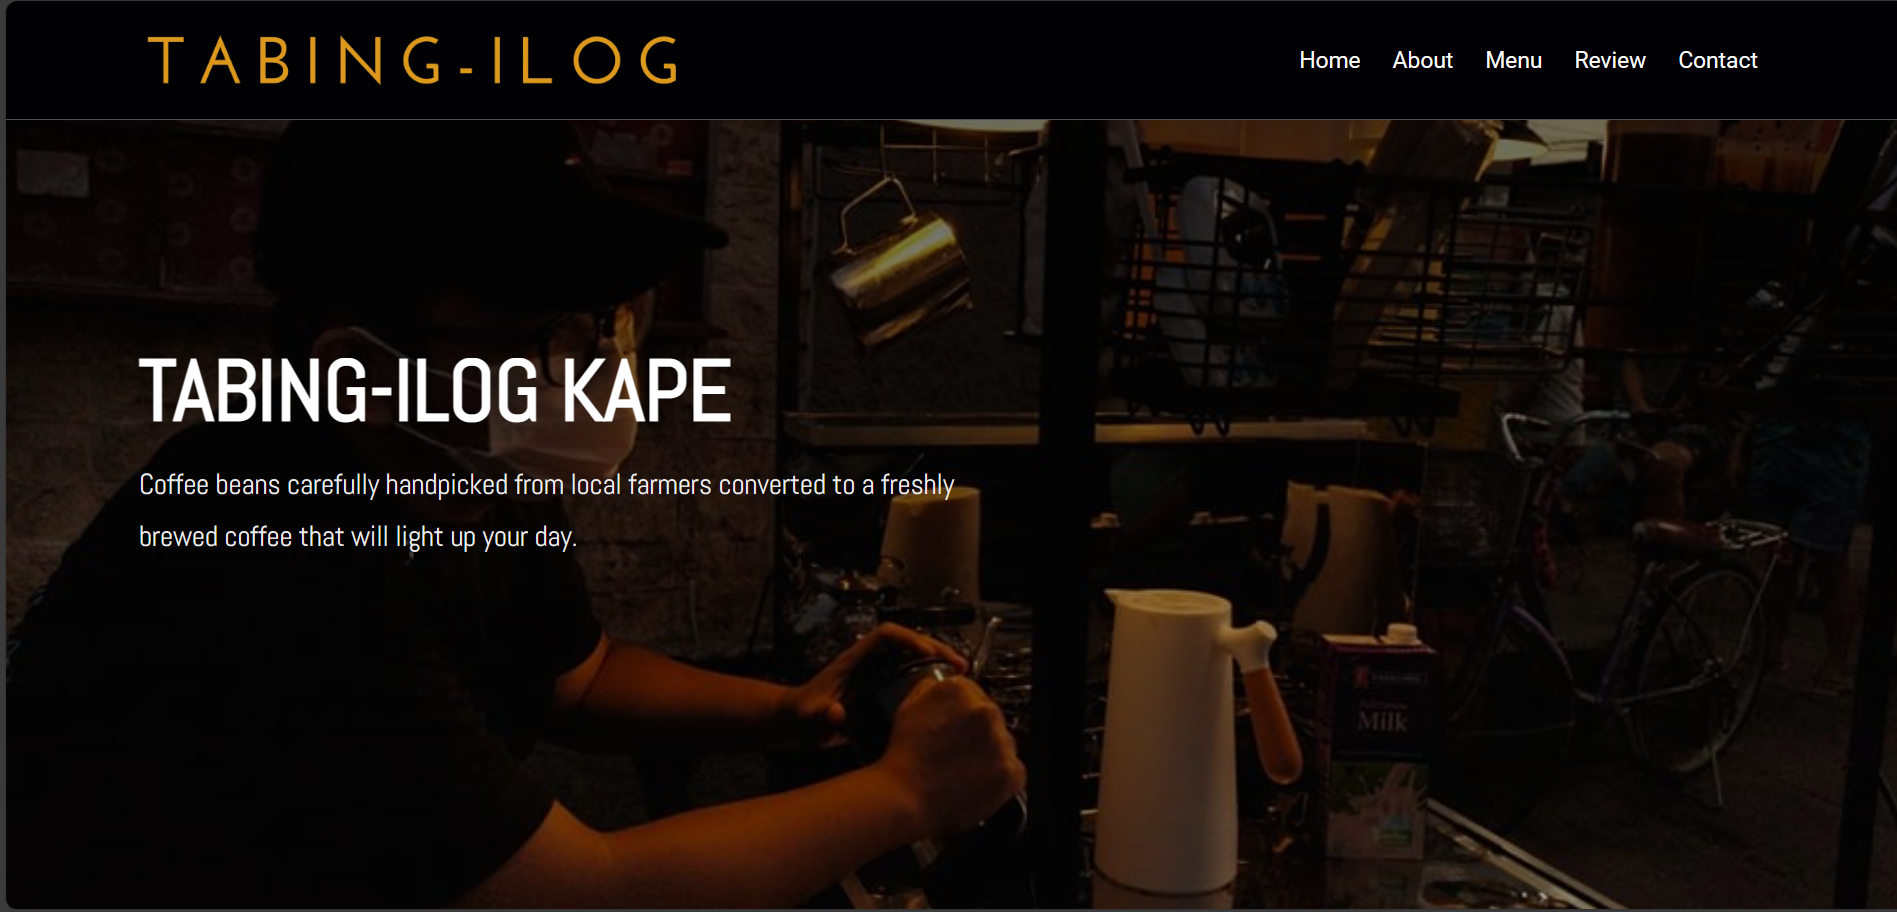 TABING-ILOG
Home About Menu Review Contact
TABING-ILOG KAPE
Coffee beans carefully handpicked from local farmers converted to a freshly
brewed coffee that will light up your day.
Milk